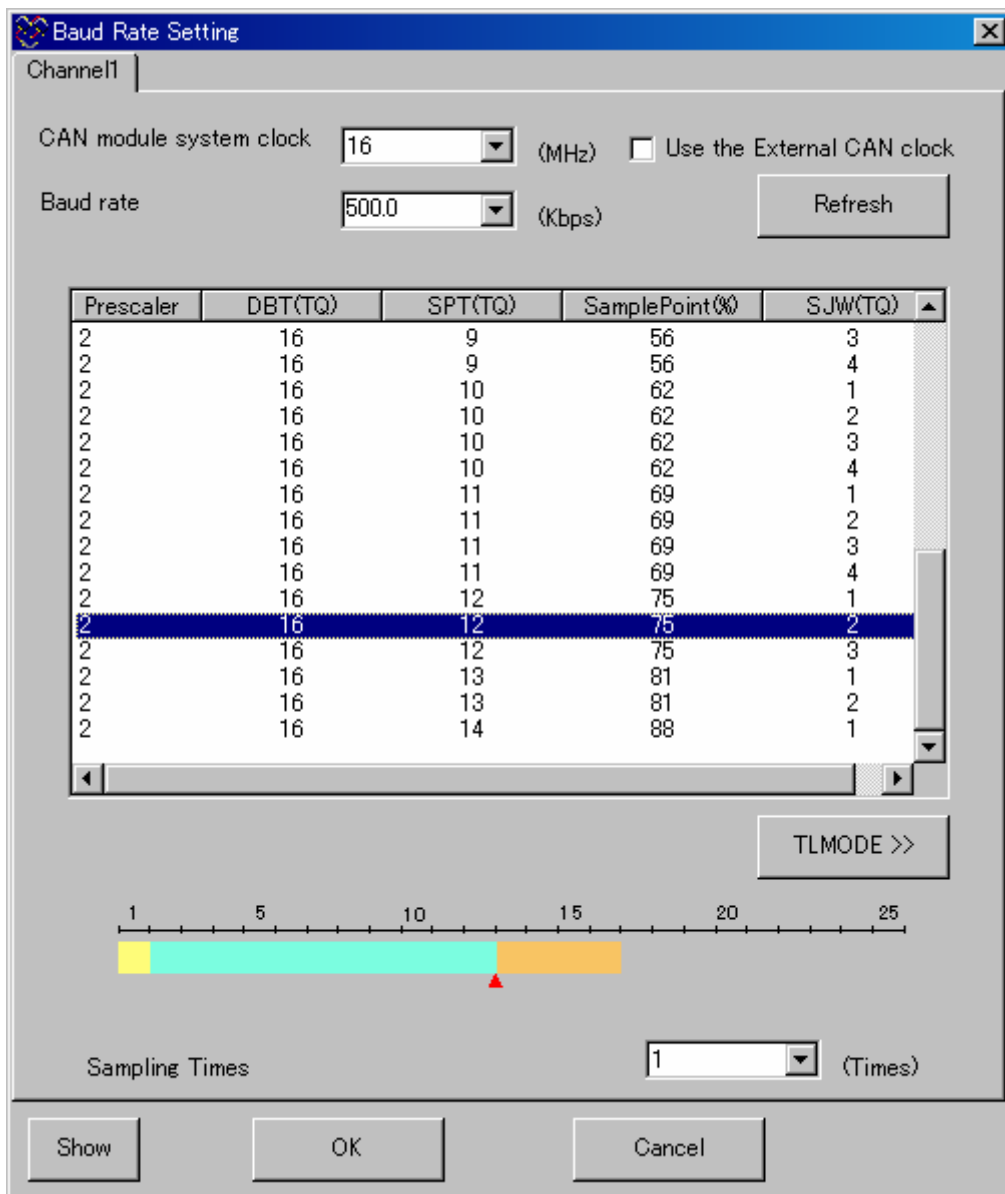 Baud Rate Setting
Channel1
CAN module system clock 16 (MHz) Use the External CAN clock
Baud rate 500.0 (Kbps) Refresh
Prescaler DBT(TQ) SPT(TQ) SamplePoint(%) SJW(TQ)
2 16 9 56 3
2 16 9 56 4
2 16 10 62 1
2 16 10 62 2
2 16 10 62 3
2 16 10 62 4
2 16 11 69 1
2 16 11 69 2
2 16 11 69 3
2 16 11 69 4
2 16 12 75 1
2 16 12 75 2
2 16 12 75 3
2 16 13 81 1
2 16 13 81 2
2 16 14 88 1
TLMODE >>
1 5 10 15 20 25
Sampling Times 1 (Times)
Show OK Cancel